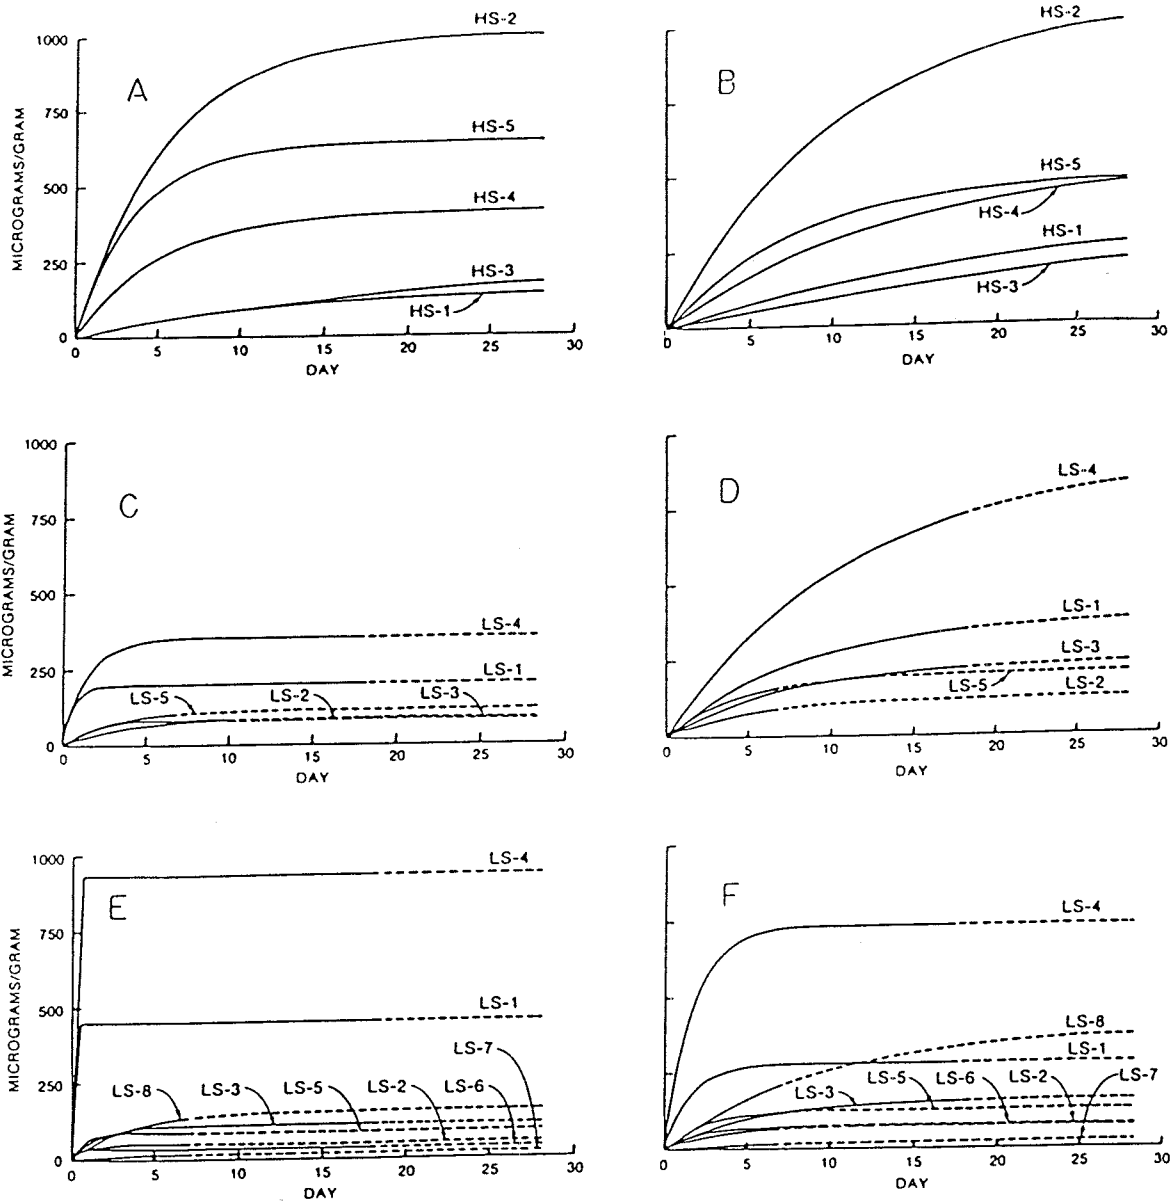 HS-2
1000
A
750
HS-5
500
HS-4
250
HS-3
HS-1
0
0 5 10 15 20 25 30
DAY
MICROGRAMS/GRAM
HS-2
B
HS-5
HS-4
HS-1
HS-3
0 5 10 15 20 25 30
DAY
1000
C
750
500
LS-4
250
LS-1
LS-5 LS-2 LS-3
0
0 5 10 15 20 25 30
DAY
MICROGRAMS/GRAM
LS-4
D
LS-1
LS-3
LS-5
LS-2
0 5 10 15 20 25 30
DAY
1000
LS-4
E
750
500
LS-1
LS-7
250
LS-8 LS-3 LS-5 LS-2 LS-6
0
0 5 10 15 20 25 30
DAY
MICROGRAMS/GRAM
F
LS-4
LS-8
LS-1
LS-3 LS-5 LS-6 LS-2 LS-7
0 5 10 15 20 25 30
DAY